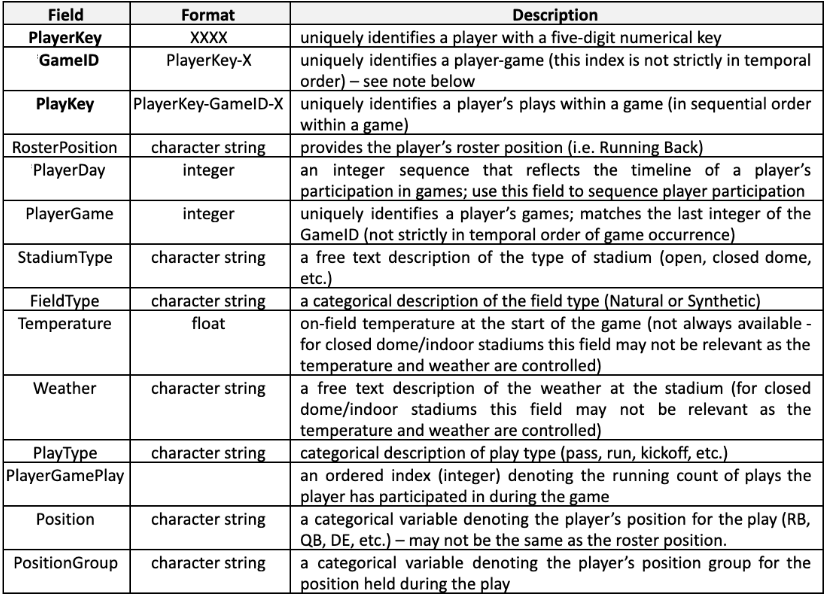 Field Format Description
PlayerKey XXXX uniquely identifies a player with a five-digit numerical key
GameID PlayerKey-X uniquely identifies a player-game (this index is not strictly in temporal
order) – see note below
PlayKey PlayerKey-GameID-X uniquely identifies a player’s plays within a game (in sequential order
within a game)
RosterPosition character string provides the player’s roster position (i.e. Running Back)
PlayerDay integer an integer sequence that reflects the timeline of a player’s
participation in games; use this field to sequence player participation
PlayerGame integer uniquely identifies a player’s games; matches the last integer of the
GameID (not strictly in temporal order of game occurrence)
StadiumType character string a free text description of the type of stadium (open, closed dome,
etc.)
FieldType character string a categorical description of the field type (Natural or Synthetic)
Temperature float on-field temperature at the start of the game (not always available -
for closed dome/indoor stadiums this field may not be relevant as the
temperature and weather are controlled)
Weather character string a free text description of the weather at the stadium (for closed
dome/indoor stadiums this field may not be relevant as the
temperature and weather are controlled)
PlayType character string categorical description of play type (pass, run, kickoff, etc.)
PlayerGamePlay an ordered index (integer) denoting the running count of plays the
player has participated in during the game
Position character string a categorical variable denoting the player’s position for the play (RB,
QB, DE, etc.) – may not be the same as the roster position.
PositionGroup character string a categorical variable denoting the player’s position group for the
position held during the play